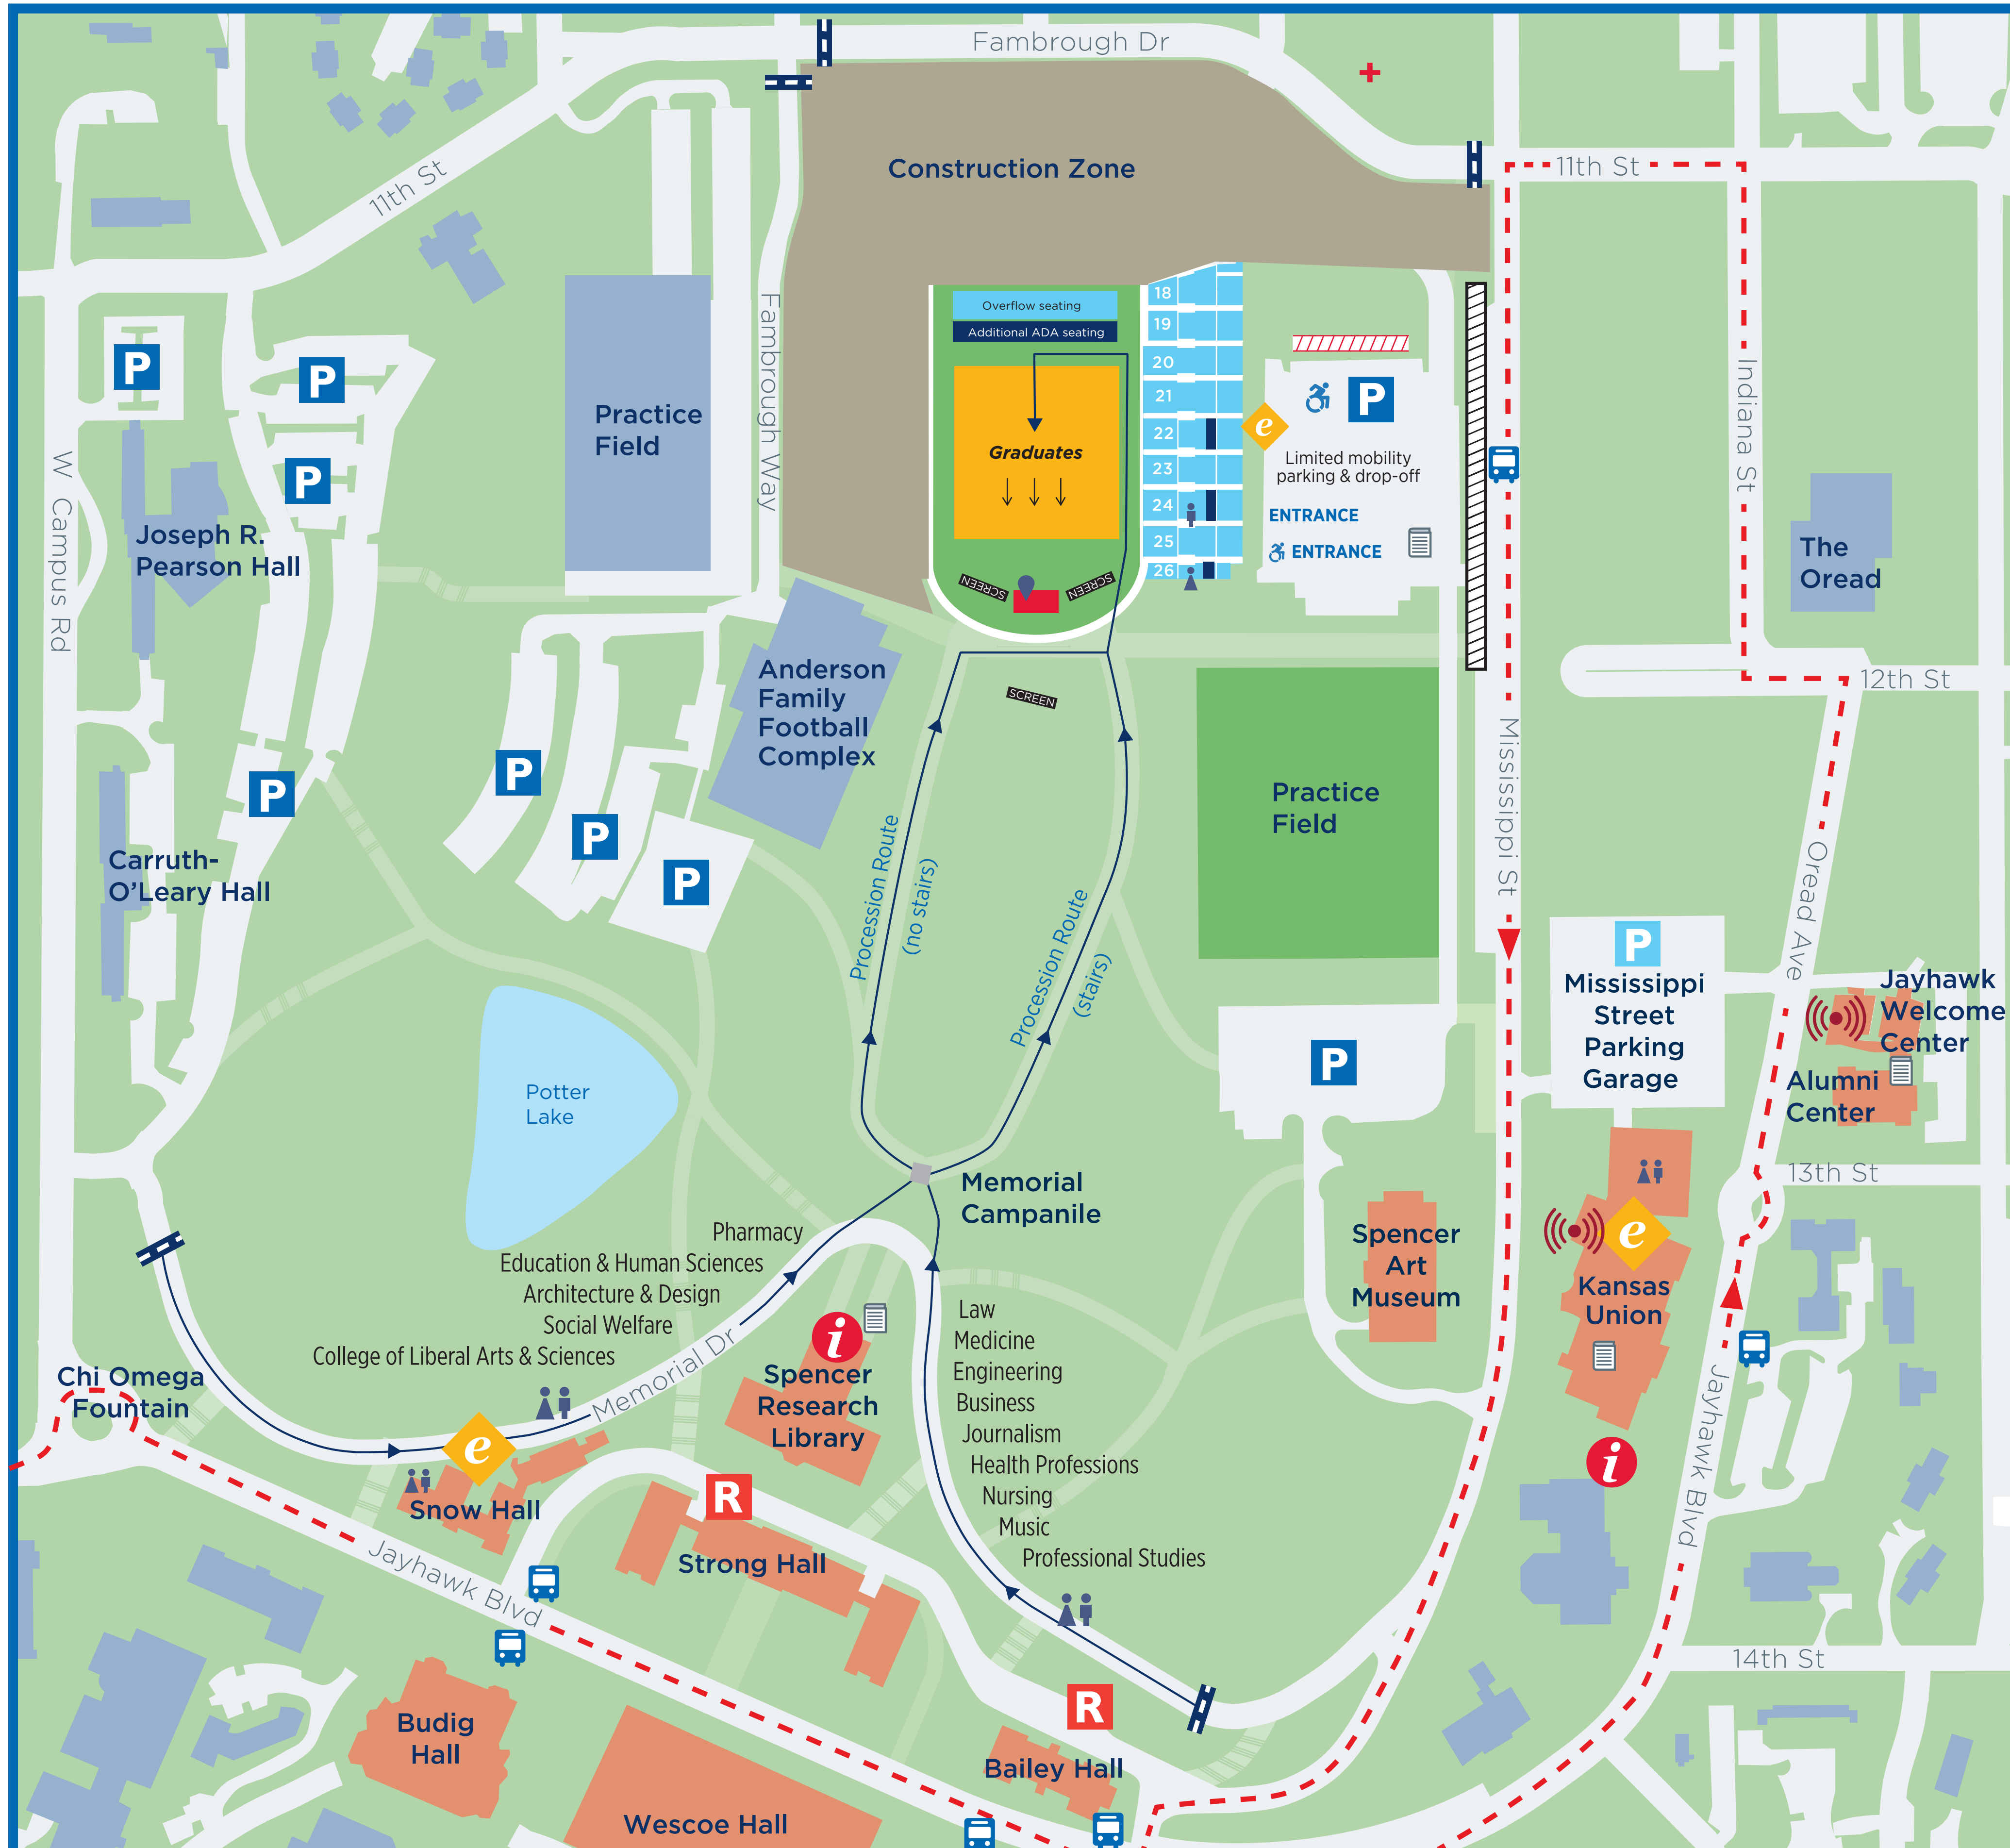 Fambrough Dr
Construction Zone
11th St
11th St
Fambrough Way
Overflow seating
Additional ADA seating
18
19
20
21
22
23
24
25
26
P
P
P
P
P
P
P
P
P
P
Practice
Field
Graduates
e
Limited mobility
parking & drop-off
ENTRANCE
ENTRANCE
SCREEN
SCREEN
SCREEN
Indiana St
The
Oread
W Campus Rd
Joseph R.
Pearson Hall
Anderson
Family
Football
Complex
12th St
Mississippi St
Practice
Field
Carruth-
O'Leary Hall
Procession Route
(no stairs)
Procession Route
(stairs)
Oread Ave
Mississippi
Street
Parking
Garage
Jayhawk
Welcome
Center
Alumni
Center
Potter
Lake
13th St
Memorial
Campanile
Spencer
Art
Museum
e
Kansas
Union
i
Pharmacy
Education & Human Sciences
Architecture & Design
Social Welfare
College of Liberal Arts & Sciences
Memorial Dr
i
Spencer
Research
Library
Law
Medicine
Engineering
Business
Journalism
Health Professions
Nursing
Music
Professional Studies
Chi Omega
Fountain
e
Snow Hall
R
Strong Hall
Jayhawk Blvd
Jayhawk Blvd
14th St
R
Bailey Hall
Budig
Hall
Wescoe Hall